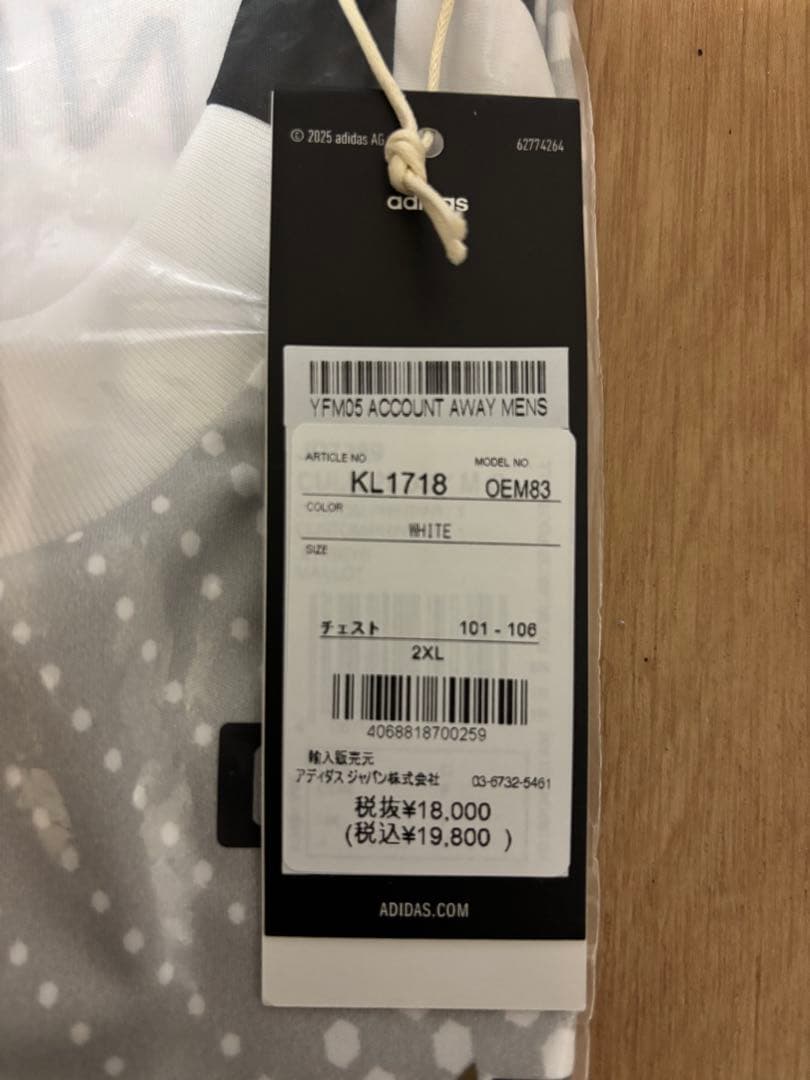 © 2025 adidas AG
62774264
adidas
YFM05 ACCOUNT AWAY MENS
ARTICLE NO
MODEL NO
KL1718
OEM83
COLOR
WHITE
SIZE
チェスト 101 - 106
2XL
4068818700259
輸入販売元
アディダス ジャパン株式会社 03-6732-5461
税抜¥18,000
(税込¥19,800 )
ADIDAS.COM